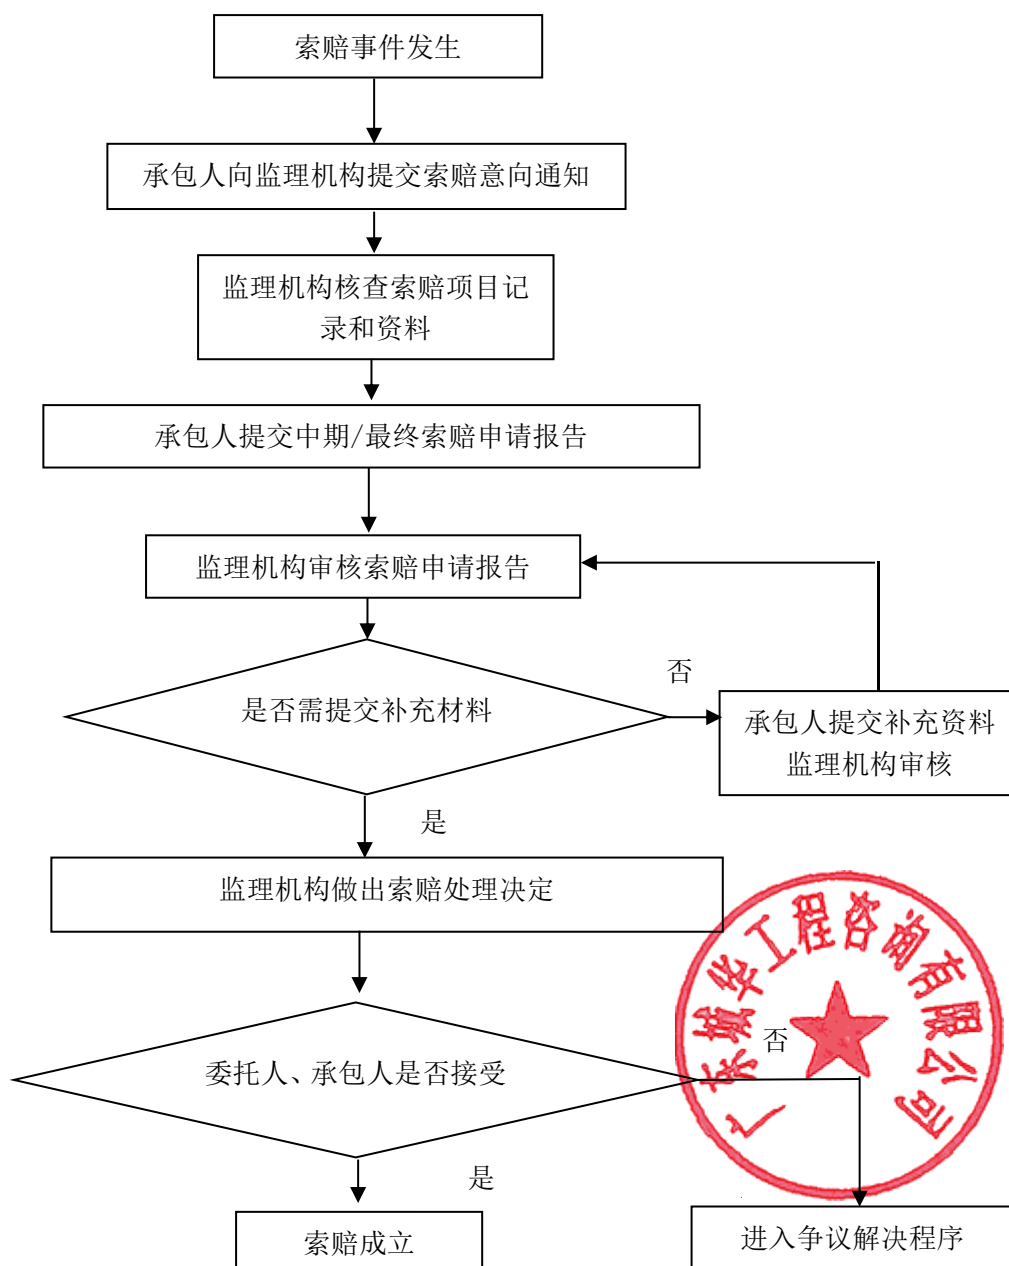 索赔事件发生
承包人向监理机构提交索赔意向通知
监理机构核查索赔项目记
录和资料
承包人提交中期/最终索赔申请报告
监理机构审核索赔申请报告
是否需提交补充材料
否
承包人提交补充资料
监理机构审核
是
监理机构做出索赔处理决定
广东城华工程咨询有限公司
否
委托人、承包人是否接受
是
索赔成立
进入争议解决程序